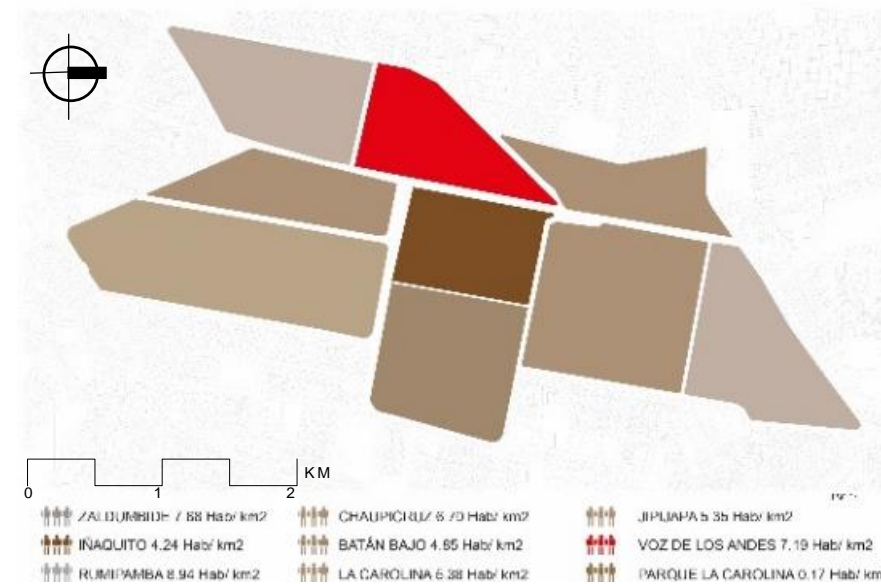 KM
0 1 2
ZALDUMBIDE 7.68 Hab/ km2 CHAUPICRUZ 6.79 Hab/ km2 JIPIJAPA 5.35 Hab/ km2
IÑAQUITO 4.24 Hab/ km2 BATÁN BAJO 4.65 Hab/ km2 VOZ DE LOS ANDES 7.19 Hab/ km2
RUMIPAMBA 8.94 Hab/ km2 LA CAROLINA 5.38 Hab/ km2 PARQUE LA CAROLINA 0.17 Hab/ km